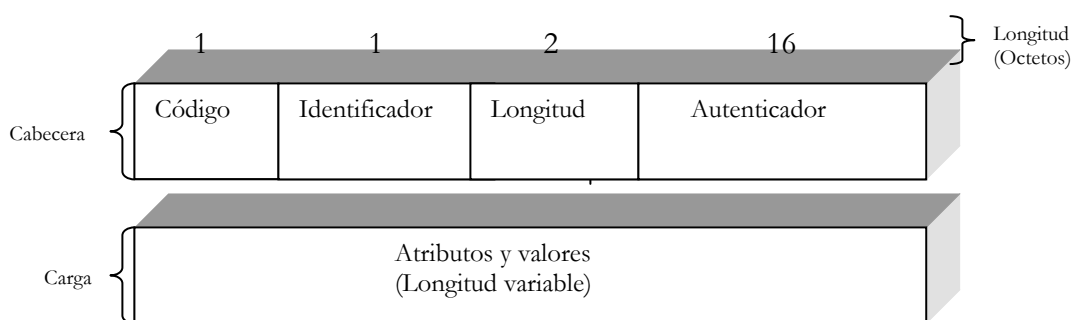 1 1 2 16
Longitud
(Octetos)
Cabecera
Código Identificador Longitud Autenticador
Carga
Atributos y valores
(Longitud variable)